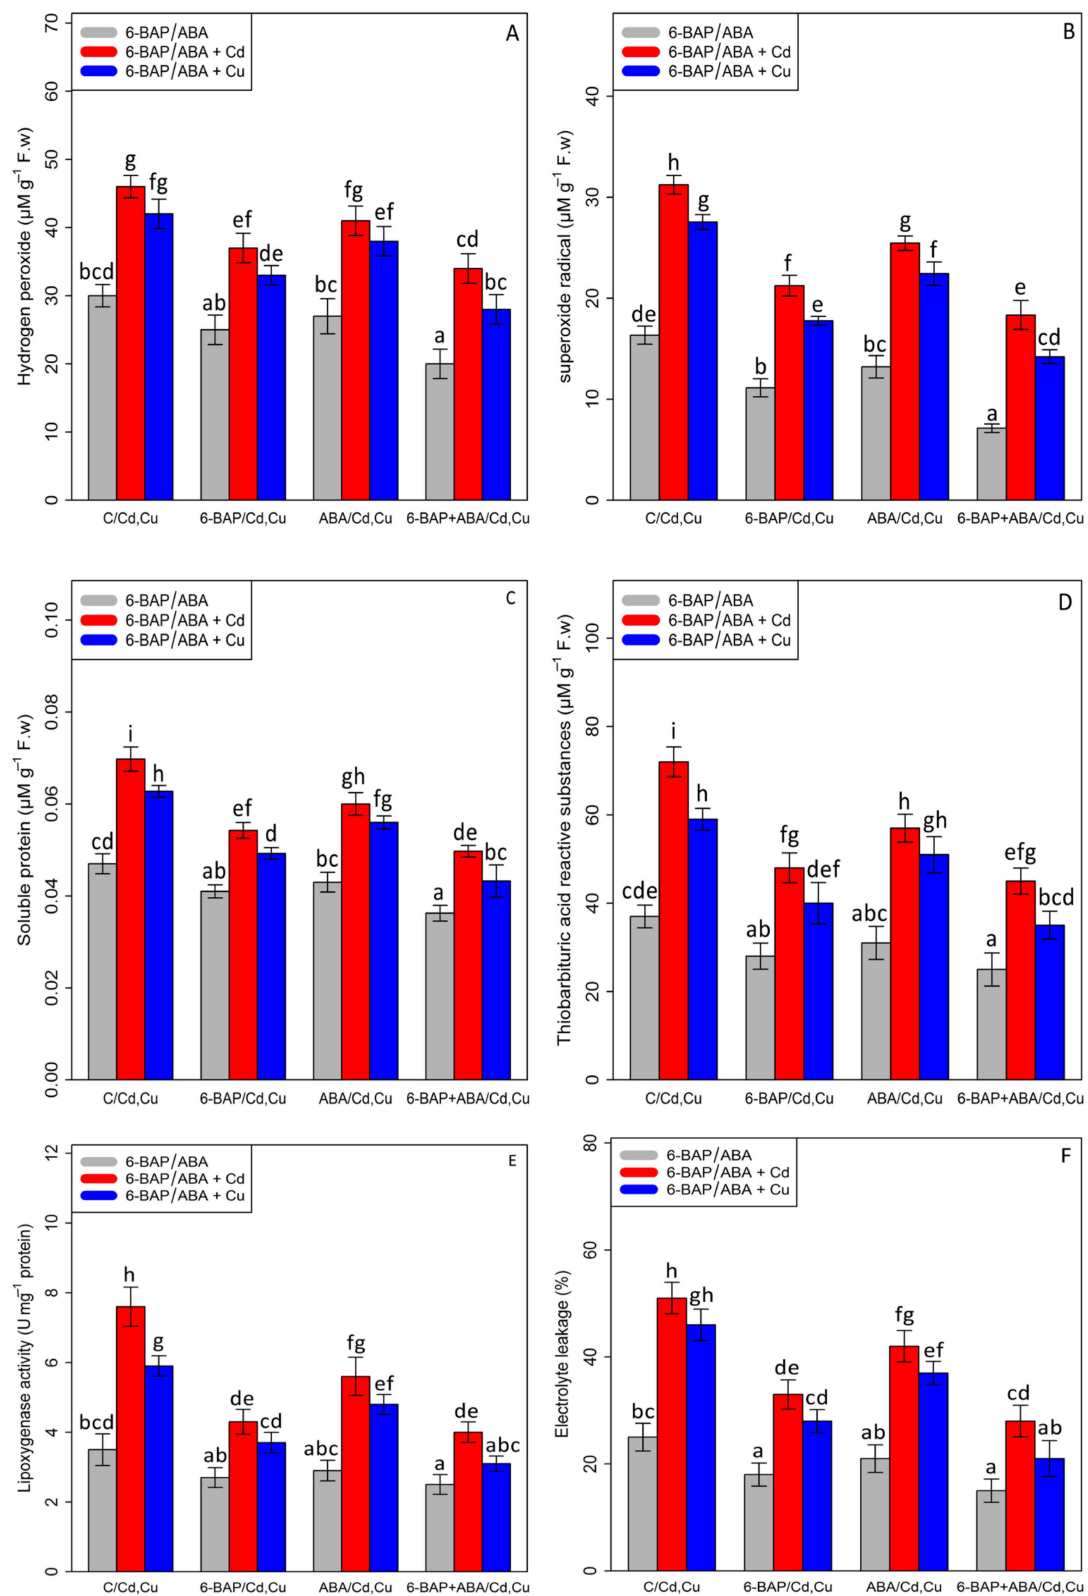 A
6-BAP/ABA
6-BAP/ABA + Cd
6-BAP/ABA + Cu
Hydrogen peroxide (µM g⁻¹ F.w)
70
60
50
40
30
20
10
0
bcd
g
fg
ab
ef
de
bc
fg
ef
a
cd
bc
C/Cd,Cu
6-BAP/Cd,Cu
ABA/Cd,Cu
6-BAP+ABA/Cd,Cu
B
6-BAP/ABA
6-BAP/ABA + Cd
6-BAP/ABA + Cu
superoxide radical (µM g⁻¹ F.w)
40
30
20
10
0
de
h
g
b
f
e
bc
g
f
a
e
cd
C/Cd,Cu
6-BAP/Cd,Cu
ABA/Cd,Cu
6-BAP+ABA/Cd,Cu
C
6-BAP/ABA
6-BAP/ABA + Cd
6-BAP/ABA + Cu
Soluble protein (µM g⁻¹ F.w)
0.10
0.08
0.06
0.04
0.02
0.00
cd
i
h
ab
ef
d
bc
gh
fg
a
de
bc
C/Cd,Cu
6-BAP/Cd,Cu
ABA/Cd,Cu
6-BAP+ABA/Cd,Cu
D
6-BAP/ABA
6-BAP/ABA + Cd
6-BAP/ABA + Cu
Thiobarbituric acid reactive substances (µM g⁻¹ F.w)
100
80
60
40
20
0
cde
i
h
ab
fg
def
abc
h
gh
a
efg
bcd
C/Cd,Cu
6-BAP/Cd,Cu
ABA/Cd,Cu
6-BAP+ABA/Cd,Cu
E
6-BAP/ABA
6-BAP/ABA + Cd
6-BAP/ABA + Cu
Lipoxygenase activity (U mg⁻¹ protein)
12
10
8
6
4
2
0
bcd
h
g
ab
de
cd
abc
fg
ef
a
de
abc
C/Cd,Cu
6-BAP/Cd,Cu
ABA/Cd,Cu
6-BAP+ABA/Cd,Cu
F
6-BAP/ABA
6-BAP/ABA + Cd
6-BAP/ABA + Cu
Electrolyte leakage (%)
80
60
40
20
0
bc
h
gh
a
de
cd
ab
fg
ef
a
cd
ab
C/Cd,Cu
6-BAP/Cd,Cu
ABA/Cd,Cu
6-BAP+ABA/Cd,Cu